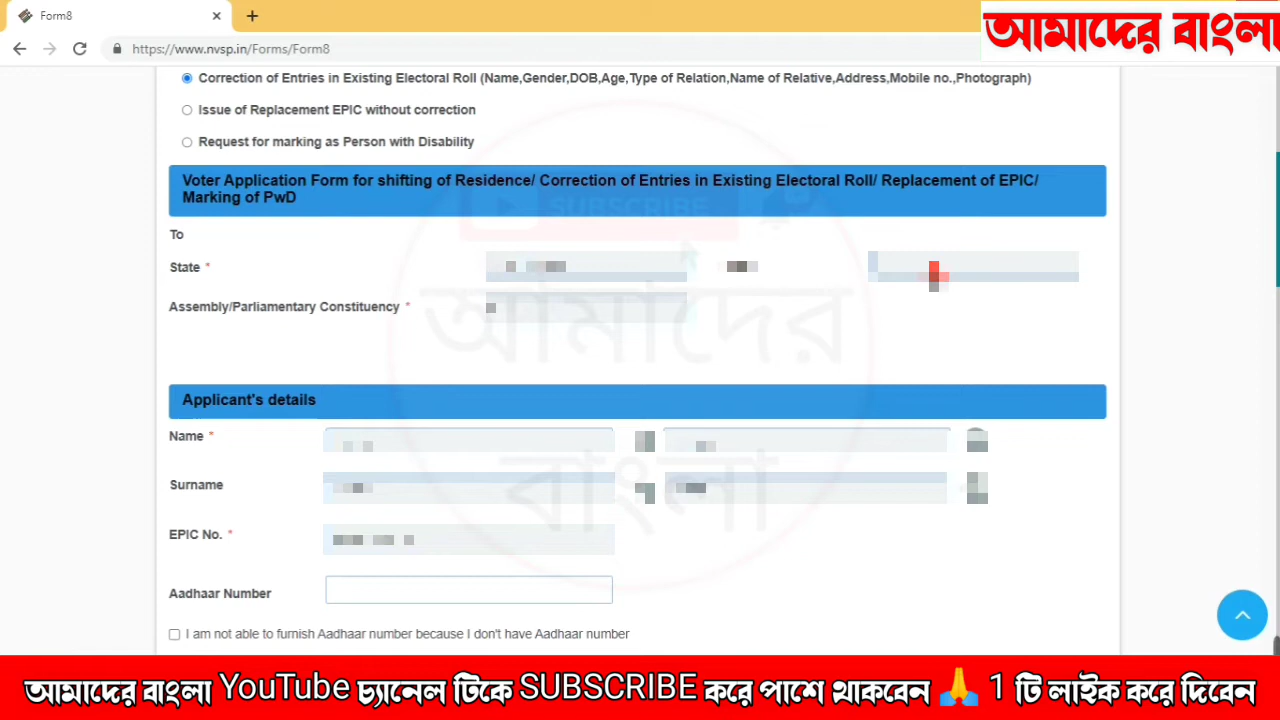 Form8
আমাদের বাংলা
https://www.nvsp.in/Forms/Form8
Correction of Entries in Existing Electoral Roll (Name,Gender,DOB,Age,Type of Relation,Name of Relative,Address,Mobile no.,Photograph)
Issue of Replacement EPIC without correction
Request for marking as Person with Disability
Voter Application Form for shifting of Residence/ Correction of Entries in Existing Electoral Roll/ Replacement of EPIC/
Marking of PwD
SUBSCRIBE
To
State *
Assembly/Parliamentary Constituency *
আমাদের
Applicant's details
Name *
Surname
বাংলা
EPIC No. *
Aadhaar Number
I am not able to furnish Aadhaar number because I don't have Aadhaar number
আমাদের বাংলা YouTube চ্যানেল টিকে SUBSCRIBE করে পাশে থাকবেন 🙏 1 টি লাইক করে দিবেন